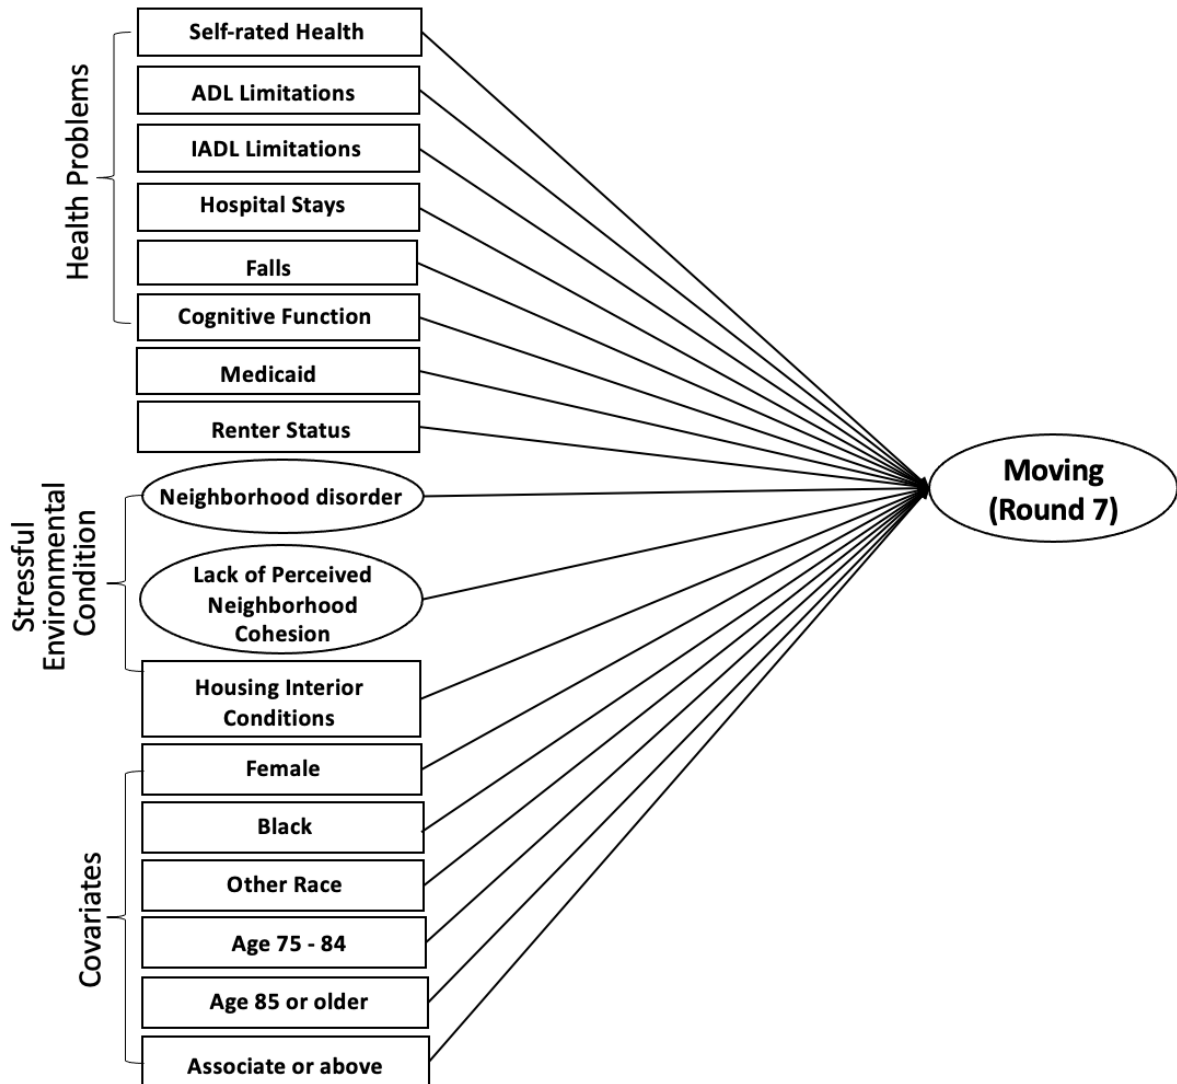 Health Problems
Self-rated Health
ADL Limitations
IADL Limitations
Hospital Stays
Falls
Cognitive Function
Medicaid
Renter Status
Stressful
Environmental
Condition
Neighborhood disorder
Lack of Perceived
Neighborhood
Cohesion
Housing Interior
Conditions
Covariates
Female
Black
Other Race
Age 75 - 84
Age 85 or older
Associate or above
Moving
(Round 7)